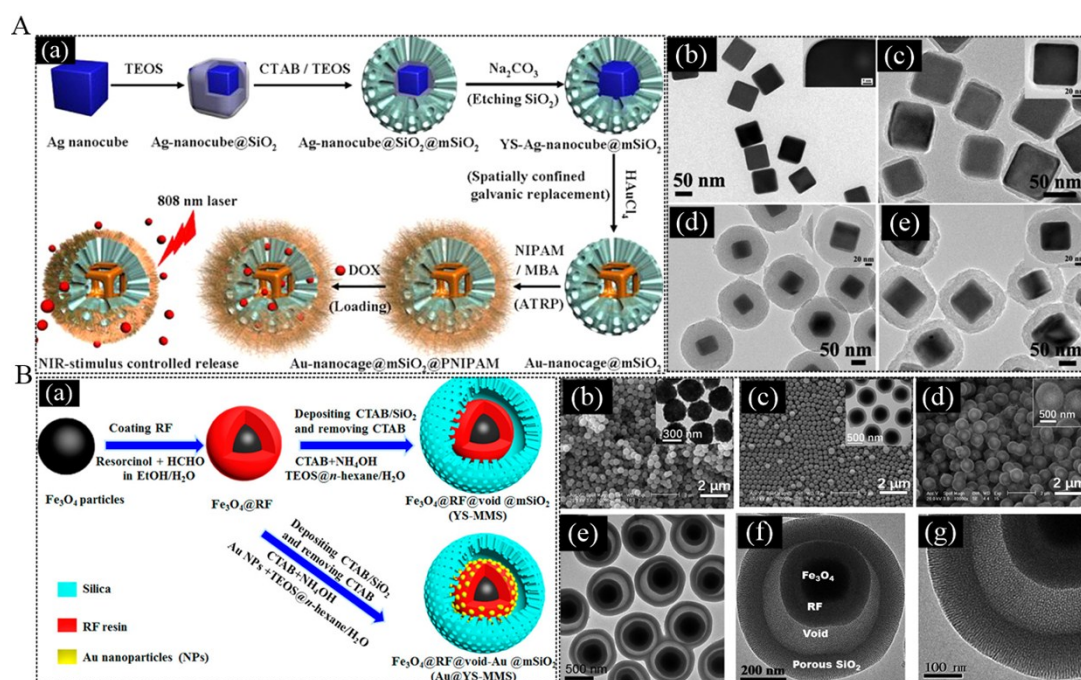 A
(a)
TEOS
CTAB / TEOS
Na₂CO₃
(Etching SiO₂)
Ag nanocube
Ag-nanocube@SiO₂
Ag-nanocube@SiO₂@mSiO₂
YS-Ag-nanocube@mSiO₂
(Spatially confined
galvanic replacement)
HAuCl₄
808 nm laser
DOX
(Loading)
NIPAM
/ MBA
(ATRP)
NIR-stimulus controlled release
Au-nanocage@mSiO₂@PNIPAM
Au-nanocage@mSiO₂
(b)
50 nm
(c)
20 nm
50 nm
(d)
20 nm
50 nm
(e)
20 nm
50 nm
B
(a)
Coating RF
Resorcinol + HCHO
in EtOH/H₂O
Fe₃O₄ particles
Fe₃O₄@RF
Depositing CTAB/SiO₂
and removing CTAB
CTAB+NH₄OH
TEOS@n-hexane/H₂O
Fe₃O₄@RF@void @mSiO₂
(YS-MMS)
Depositing CTAB/SiO₂
and removing CTAB
CTAB+NH₄OH
Au NPs +TEOS@n-hexane/H₂O
Fe₃O₄@RF@void-Au @mSiO₂
(Au@YS-MMS)
Silica
RF resin
Au nanoparticles (NPs)
(b)
300 nm
2 μm
(c)
500 nm
2 μm
(d)
500 nm
2 μm
(e)
500 nm
(f)
Fe₃O₄
RF
Void
Porous SiO₂
200 nm
(g)
100 nm